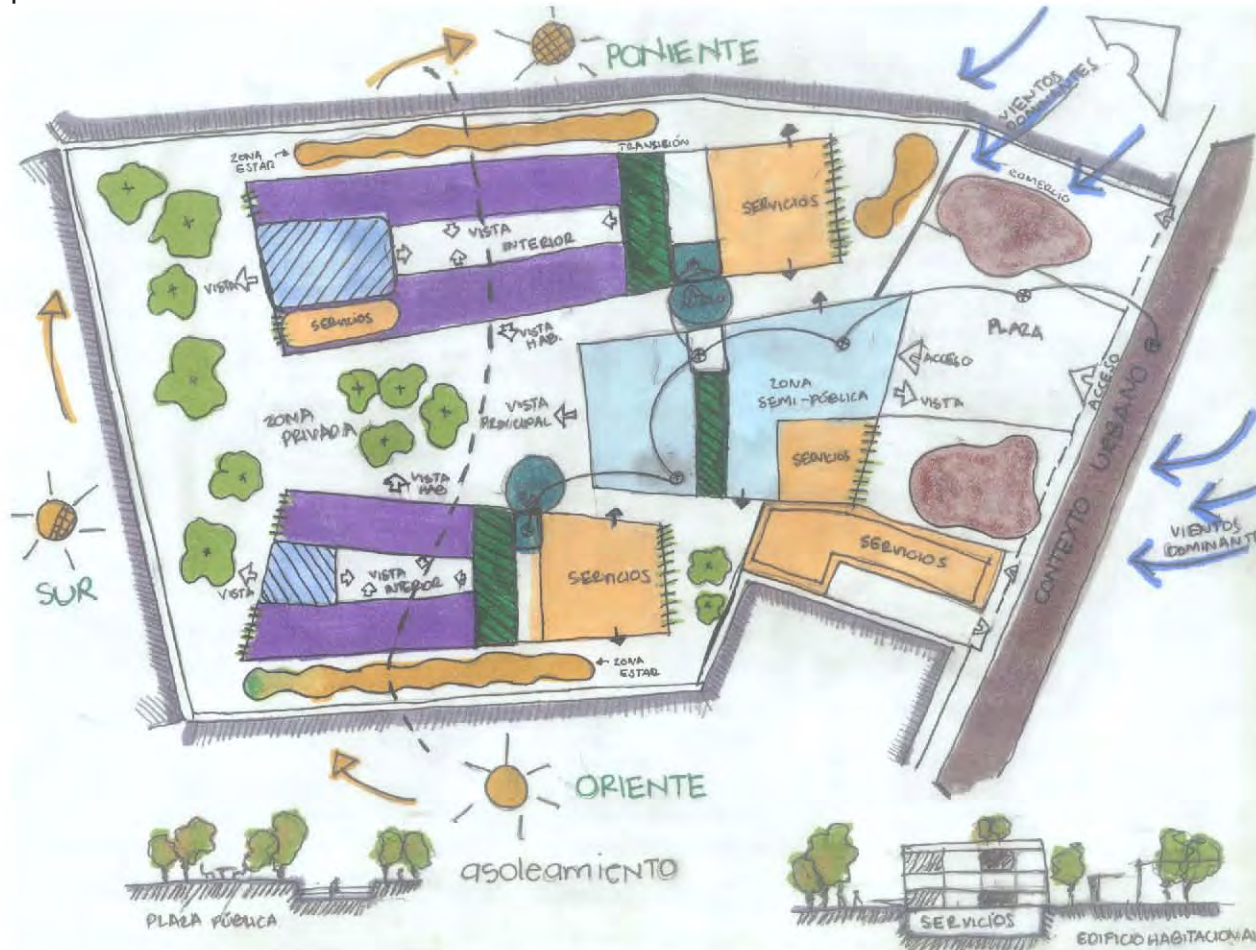 PONIENTE
VIENTOS
DOMINANTES
ZONA
ESTAR
TRANSICIÓN
SERVICIOS
COMERCIO
VISTA
INTERIOR
VISTA
SERVICIOS
VISTA
HAB.
PLAZA
ACCESO
ACCESO
ZONA
SEMI-PÚBLICA
VISTA
VISTA
PRINCIPAL
ZONA
PRIVADA
SERVICIOS
CONTEXTO URBANO
VISTA
HAB
SERVICIOS
VIENTOS
DOMINANTE
SUR
VISTA
INTERIOR
VISTA
SERVICIOS
ZONA
ESTAR
ORIENTE
asoleamiento
PLAZA PÚBLICA
SERVICIOS
EDIFICIO HABITACIONAL